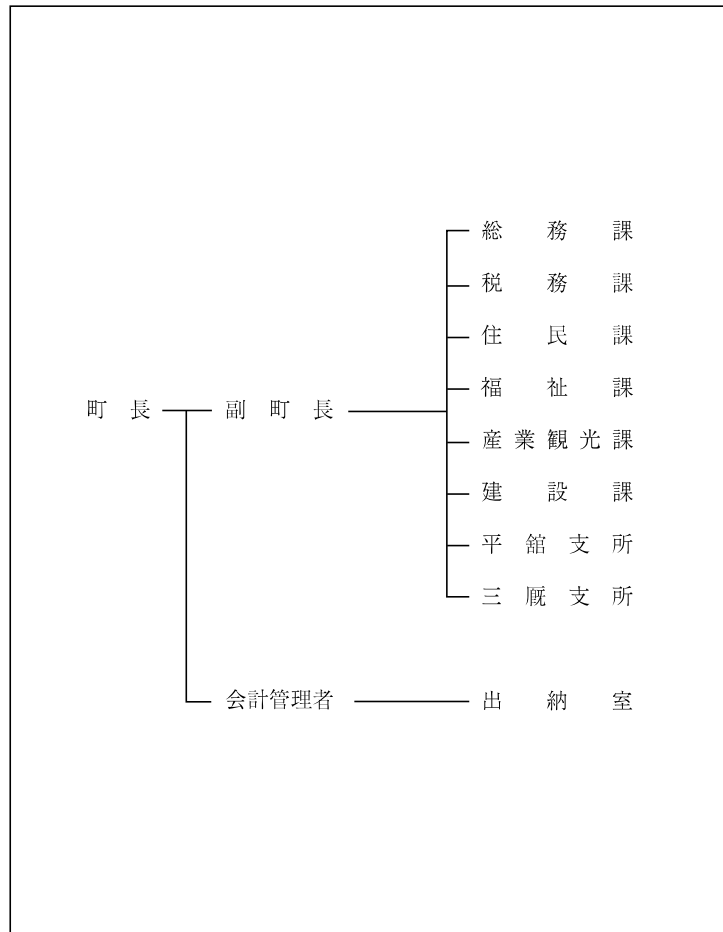 総務課
税務課
住民課
福祉課
町長 副町長
産業観光課
建設課
平舘支所
三厩支所
会計管理者 出納室